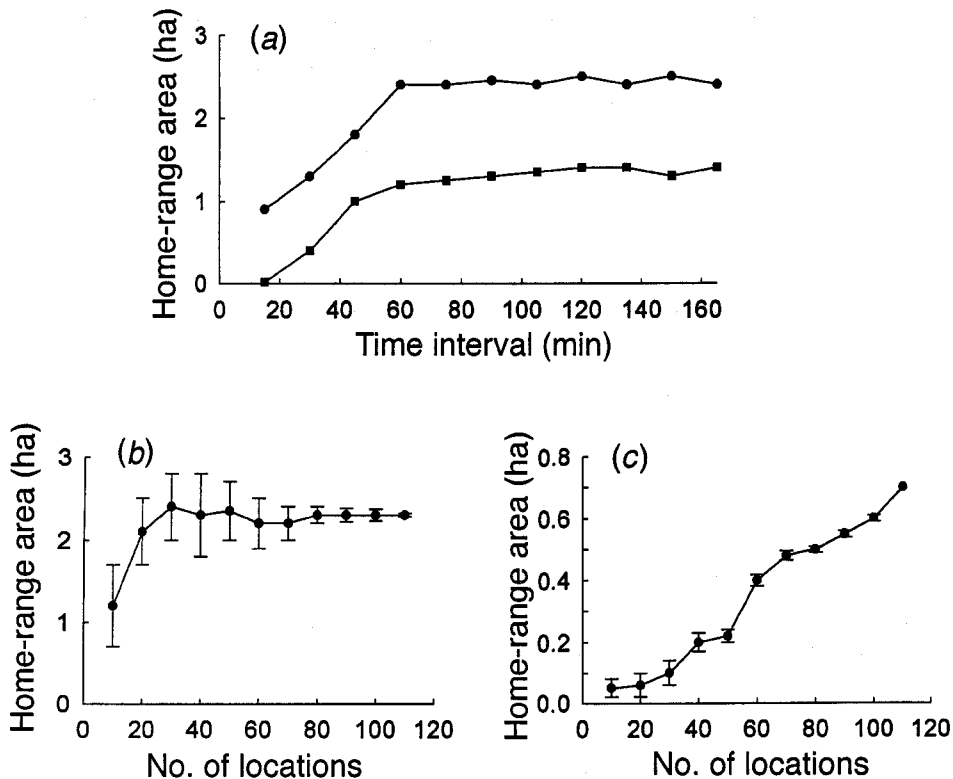 (a)
Home-range area (ha)
3
2
1
0
0 20 40 60 80 100 120 140 160
Time interval (min)
(b)
Home-range area (ha)
3
2
1
0
0 20 40 60 80 100 120
No. of locations
(c)
Home-range area (ha)
0.8
0.6
0.4
0.2
0.0
0 20 40 60 80 100 120
No. of locations